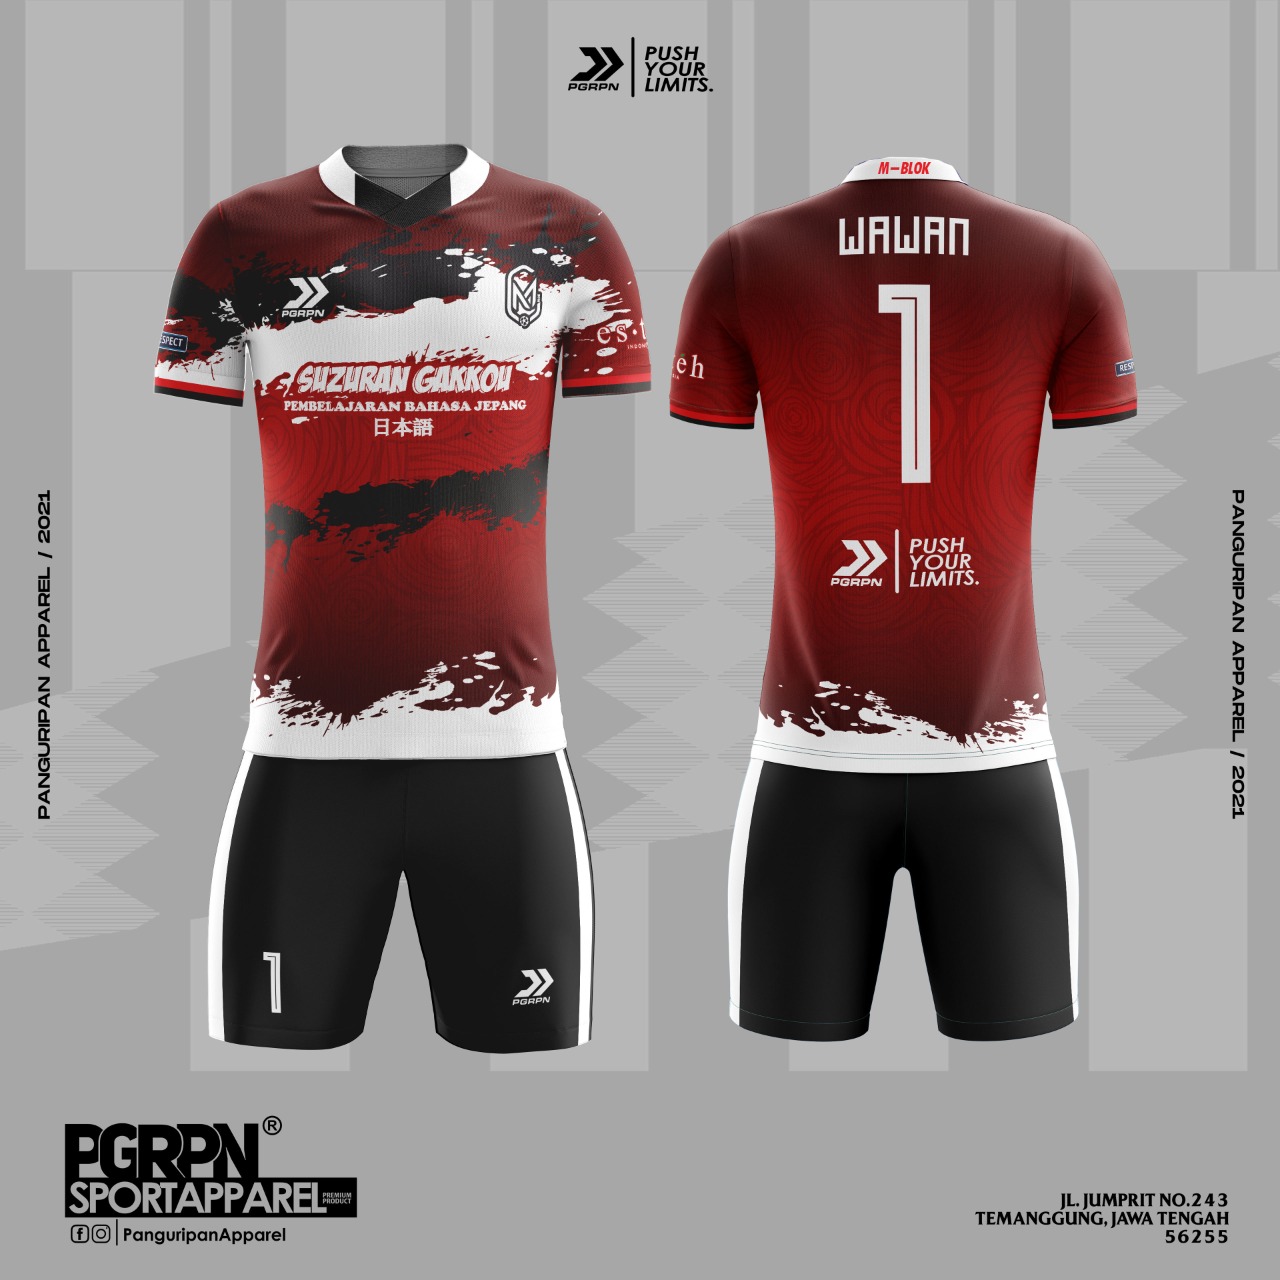 PGRPN
PUSH
YOUR
LIMITS.
PGRPN
SUZURAN GAKKOU
PEMBELAJARAN BAHASA JEPANG
日本語
1
PGRPN
M-BLOK
WAWAN
1
PGRPN
PUSH
YOUR
LIMITS.
PANGURIPAN APPAREL / 2021
PANGURIPAN APPAREL / 2021
PGRPN®
SPORTAPPAREL
PREMIUM
PRODUCT
PanguripanApparel
JL. JUMPRIT NO.243
TEMANGGUNG, JAWA TENGAH
56255